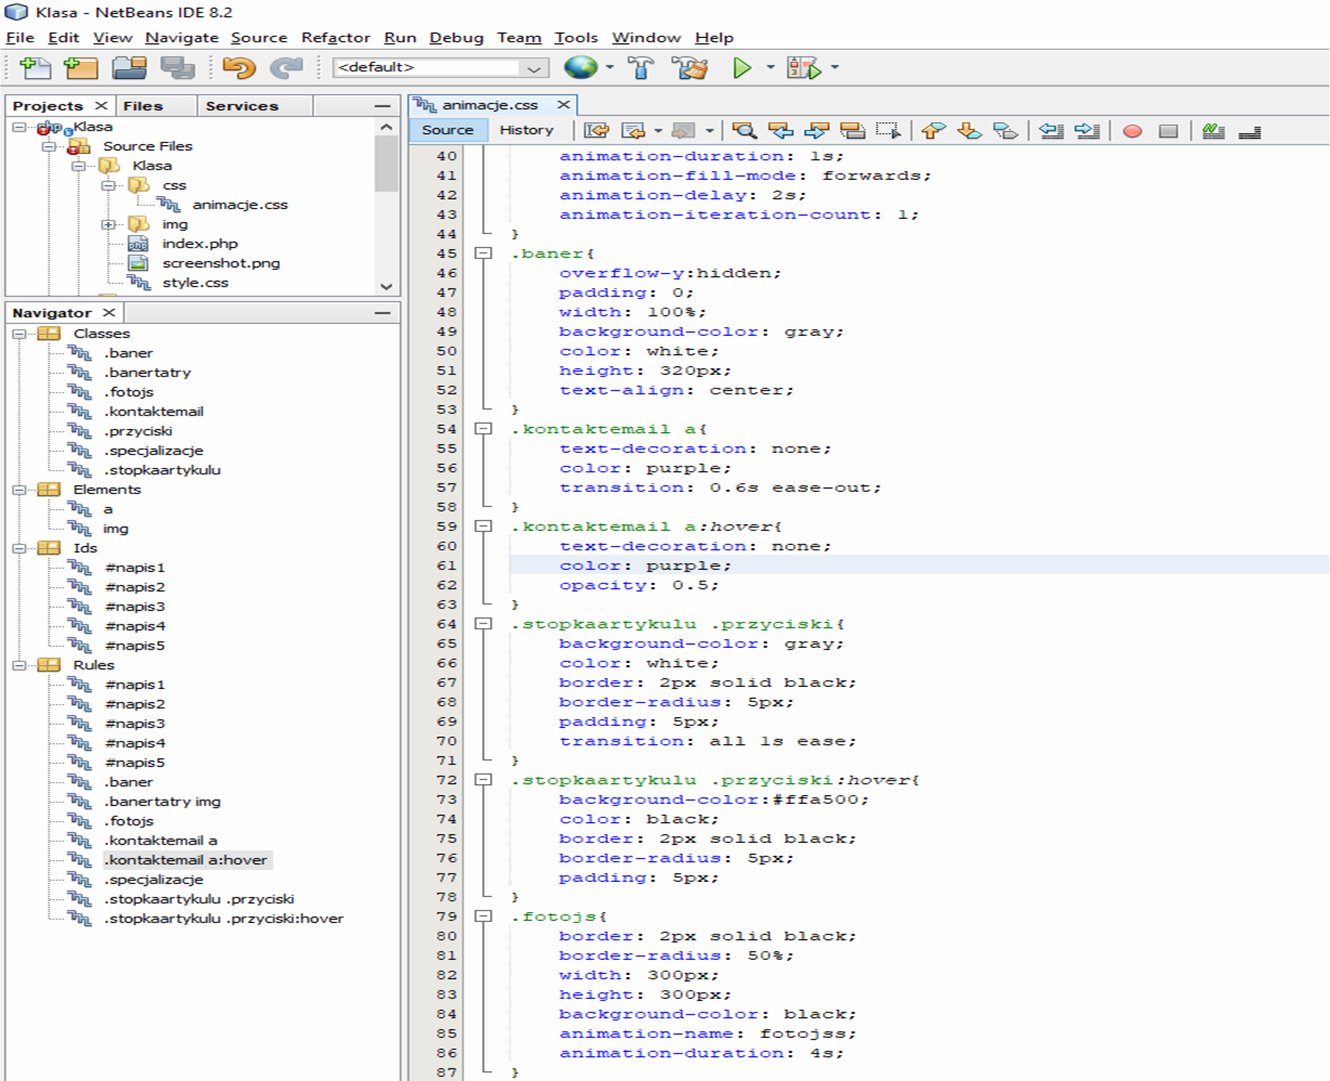 Klasa - NetBeans IDE 8.2
File Edit View Navigate Source Refactor Run Debug Team Tools Window Help
<default>
Projects Files Services
Klasa
Source Files
Klasa
css
animacje.css
img
index.php
screenshot.png
style.css
Navigator
Classes
.baner
.banertatry
.fotojs
.kontaktemail
.przyciski
.specjalizacje
.stopkaartykulu
Elements
a
img
Ids
#napis1
#napis2
#napis3
#napis4
#napis5
Rules
#napis1
#napis2
#napis3
#napis4
#napis5
.baner
.banertatry img
.fotojs
.kontaktemail a
.kontaktemail a:hover
.specjalizacje
.stopkaartykulu .przyciski
.stopkaartykulu .przyciski:hover
animacje.css
Source History
40 animation-duration: 1s;
41 animation-fill-mode: forwards;
42 animation-delay: 2s;
43 animation-iteration-count: 1;
44 }
45 .baner{
46 overflow-y:hidden;
47 padding: 0;
48 width: 100%;
49 background-color: gray;
50 color: white;
51 height: 320px;
52 text-align: center;
53 }
54 .kontaktemail a{
55 text-decoration: none;
56 color: purple;
57 transition: 0.6s ease-out;
58 }
59 .kontaktemail a:hover{
60 text-decoration: none;
61 color: purple;
62 opacity: 0.5;
63 }
64 .stopkaartykulu .przyciski{
65 background-color: gray;
66 color: white;
67 border: 2px solid black;
68 border-radius: 5px;
69 padding: 5px;
70 transition: all 1s ease;
71 }
72 .stopkaartykulu .przyciski:hover{
73 background-color:#ffa500;
74 color: black;
75 border: 2px solid black;
76 border-radius: 5px;
77 padding: 5px;
78 }
79 .fotojs{
80 border: 2px solid black;
81 border-radius: 50%;
82 width: 300px;
83 height: 300px;
84 background-color: black;
85 animation-name: fotojss;
86 animation-duration: 4s;
87 }